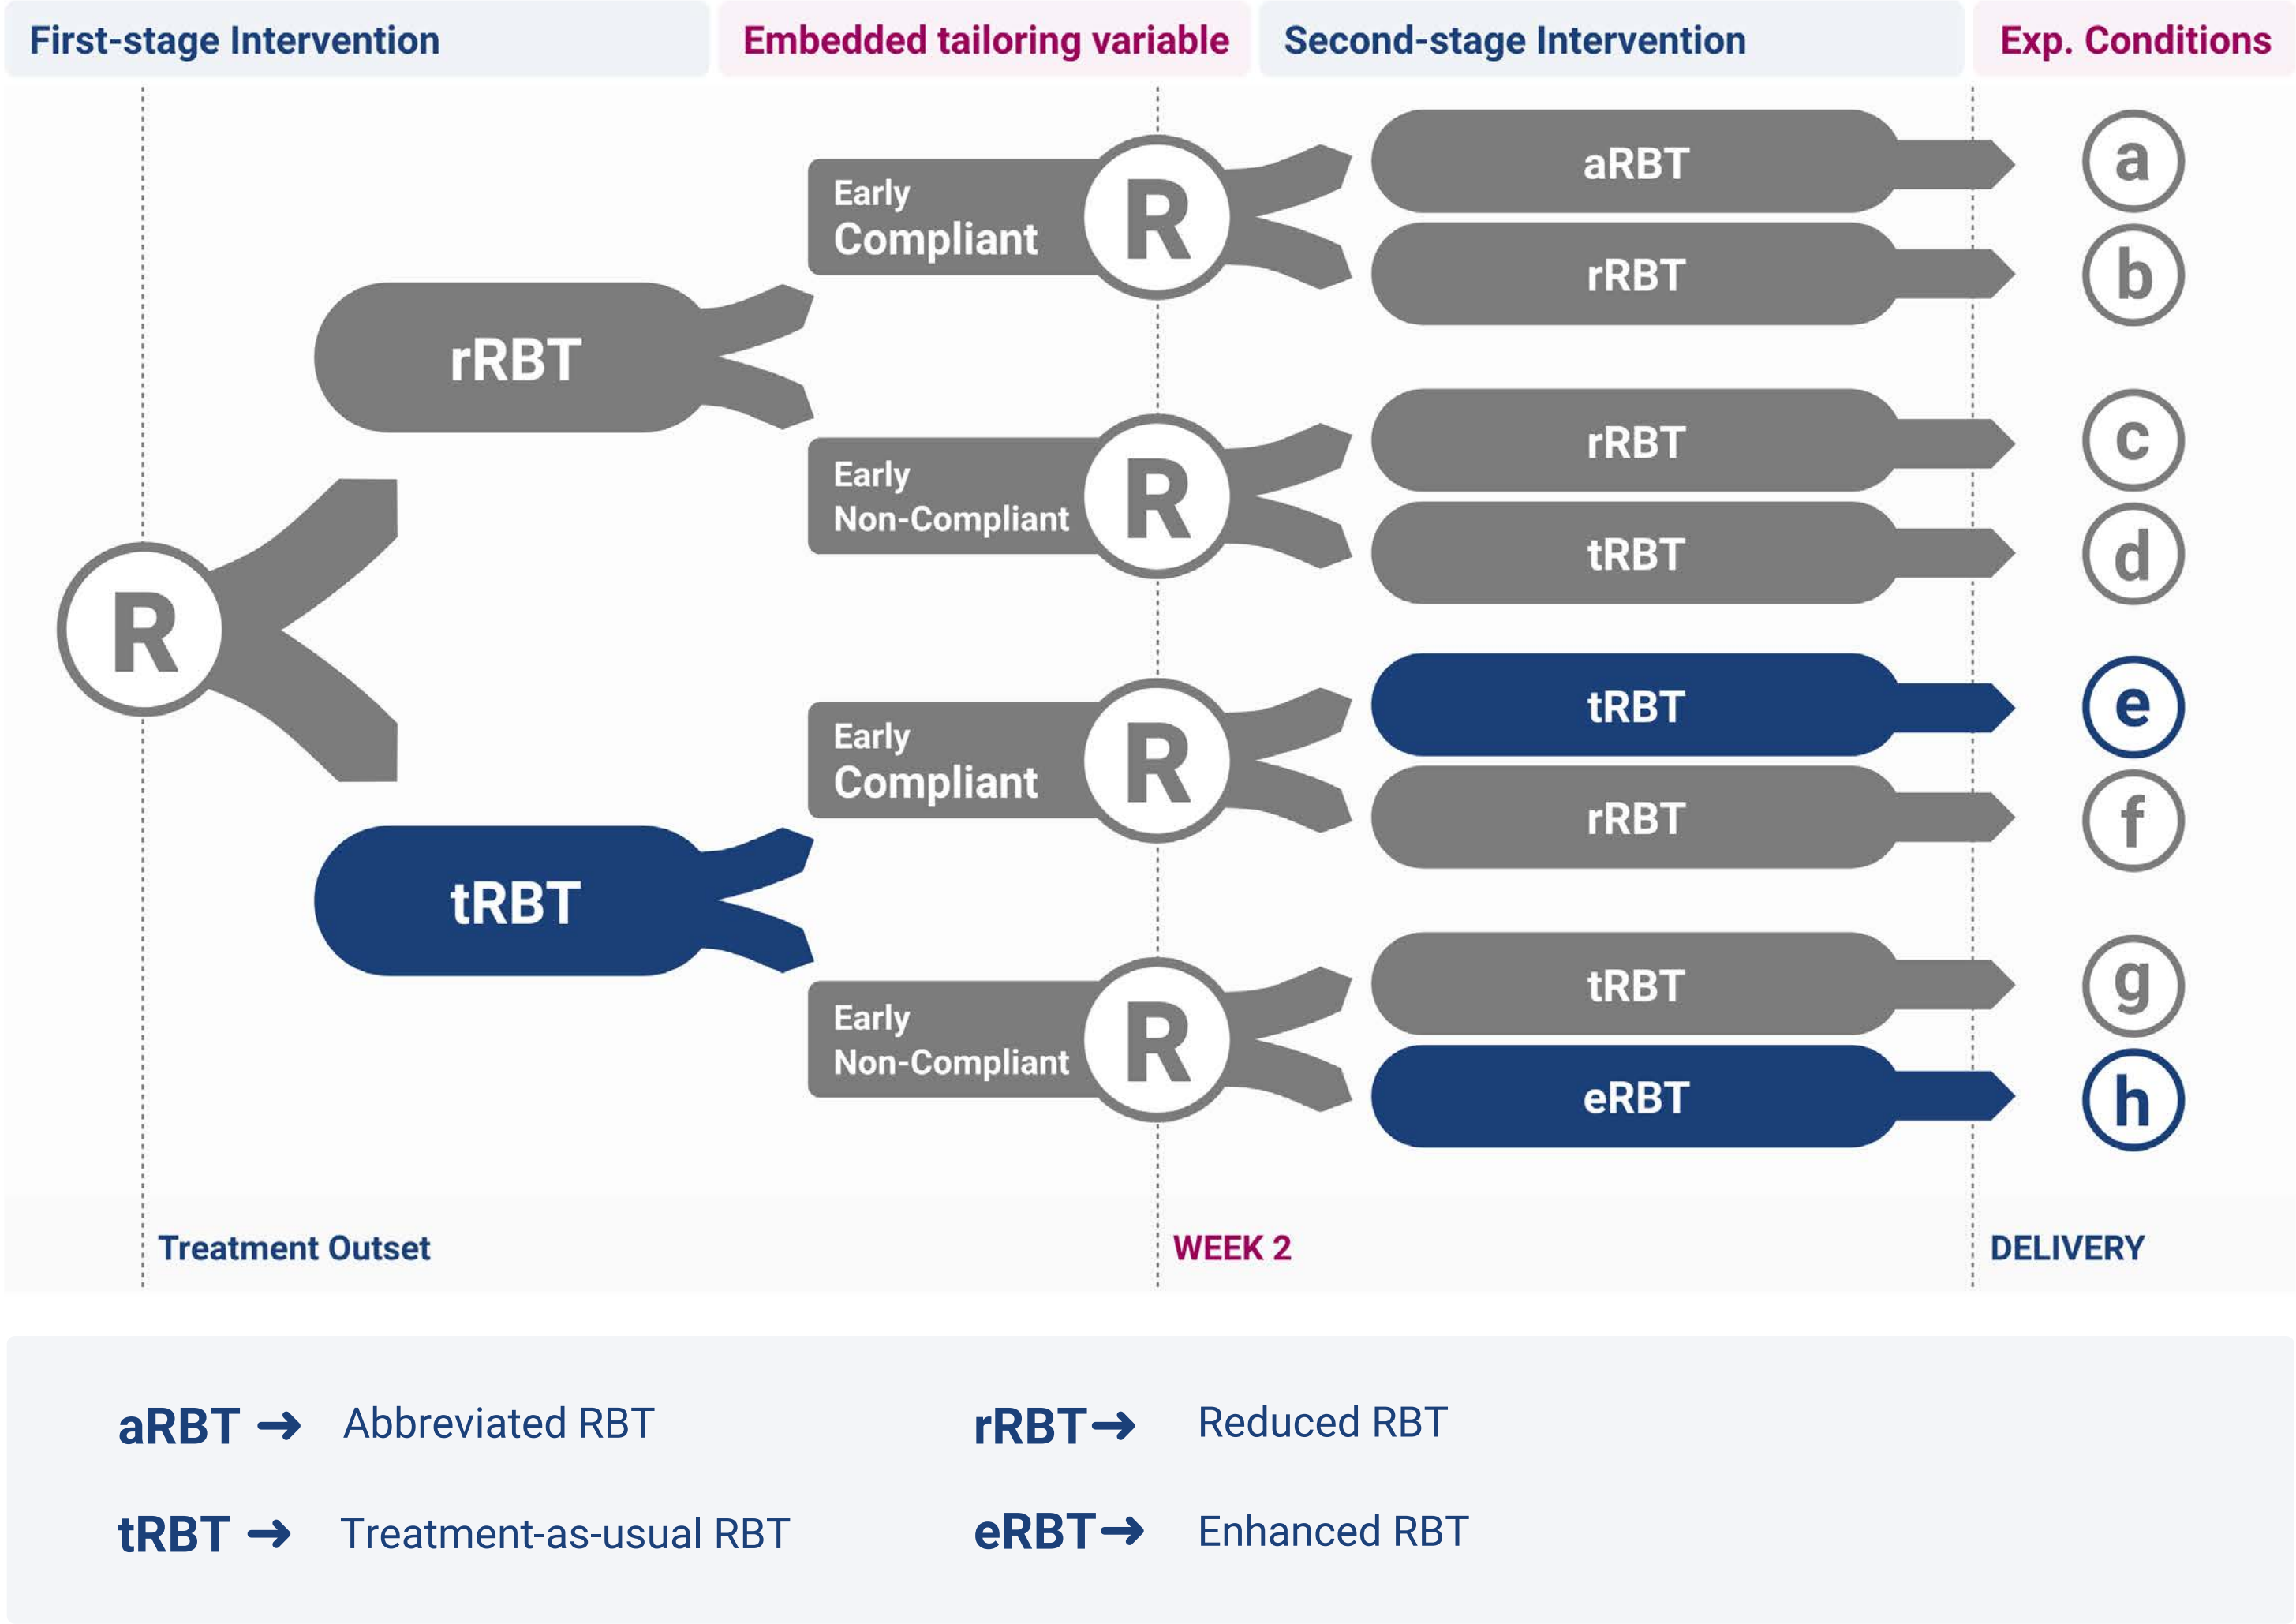 First-stage Intervention
Embedded tailoring variable
Second-stage Intervention
Exp. Conditions
R
rRBT
Early
Compliant
R
aRBT
a
rRBT
b
Early
Non-Compliant
R
rRBT
c
tRBT
d
tRBT
Early
Compliant
R
tRBT
e
rRBT
f
Early
Non-Compliant
R
tRBT
g
eRBT
h
Treatment Outset
WEEK 2
DELIVERY
aRBT → Abbreviated RBT
rRBT → Reduced RBT
tRBT → Treatment-as-usual RBT
eRBT → Enhanced RBT